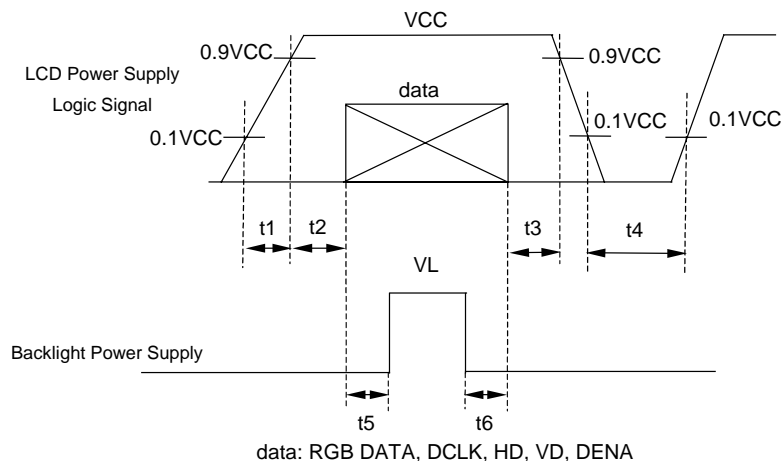 VCC
0.9VCC
0.9VCC
LCD Power Supply
Logic Signal
data
0.1VCC
0.1VCC
0.1VCC
t1
t2
t3
t4
VL
Backlight Power Supply
t5
t6
data: RGB DATA, DCLK, HD, VD, DENA